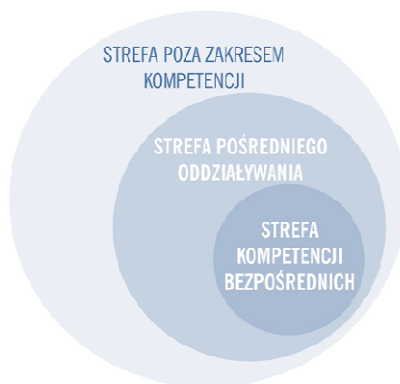 STREFA POZA ZAKRESEM
KOMPETENCJI
STREFA POŚREDNIEGO
ODDZIAŁYWANIA
STREFA
KOMPETENCJI
BEZPOŚREDNICH